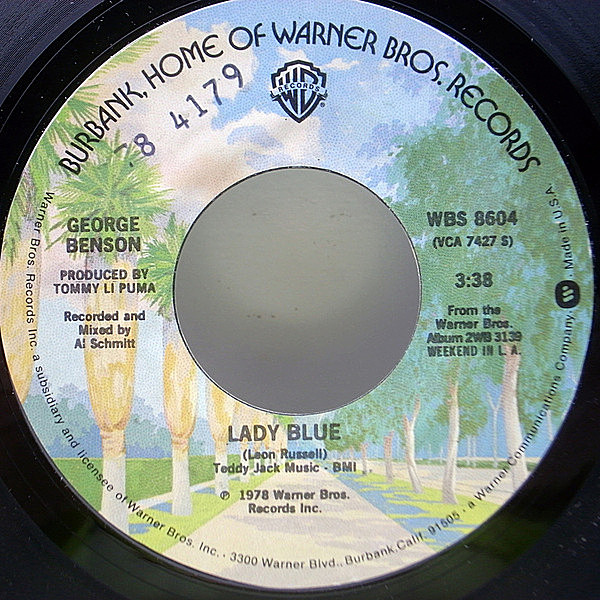 BURBANK, HOME OF WARNER BROS. RECORDS
78 4179
WB
RECORDS
GEORGE
BENSON
PRODUCED BY
TOMMY LI PUMA
Recorded and
Mixed by
Al Schmitt
WBS 8604
(VCA 7427 S)
3:38
From the
Warner Bros.
Album 2WB 3139
WEEKEND IN L. A.
LADY BLUE
(Leon Russell)
Teddy Jack Music - BMI
℗ 1978 Warner Bros.
Records Inc.
Warner Bros. Records Inc. a subsidiary and licensee of Warner Bros. Inc. · 3300 Warner Blvd., Burbank, Calif. 91505 · a Warner Communications Company. · Made in U.S.A.